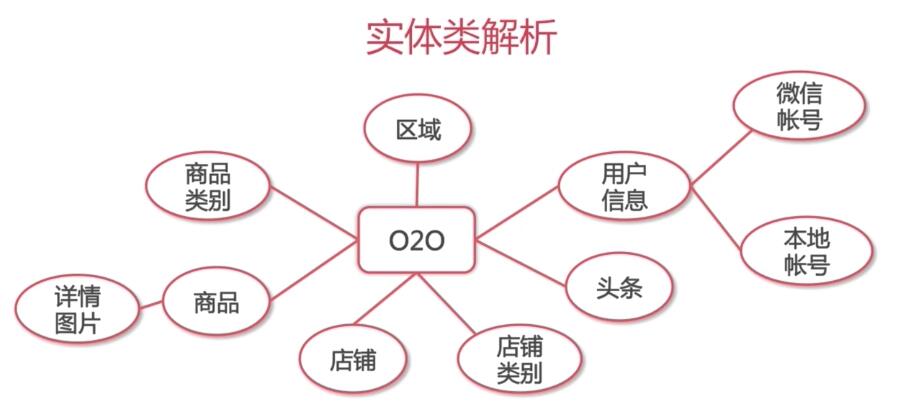 实体类解析
微信
帐号
区域
商品
类别
用户
信息
O2O
本地
帐号
详情
图片
商品
头条
店铺
店铺
类别